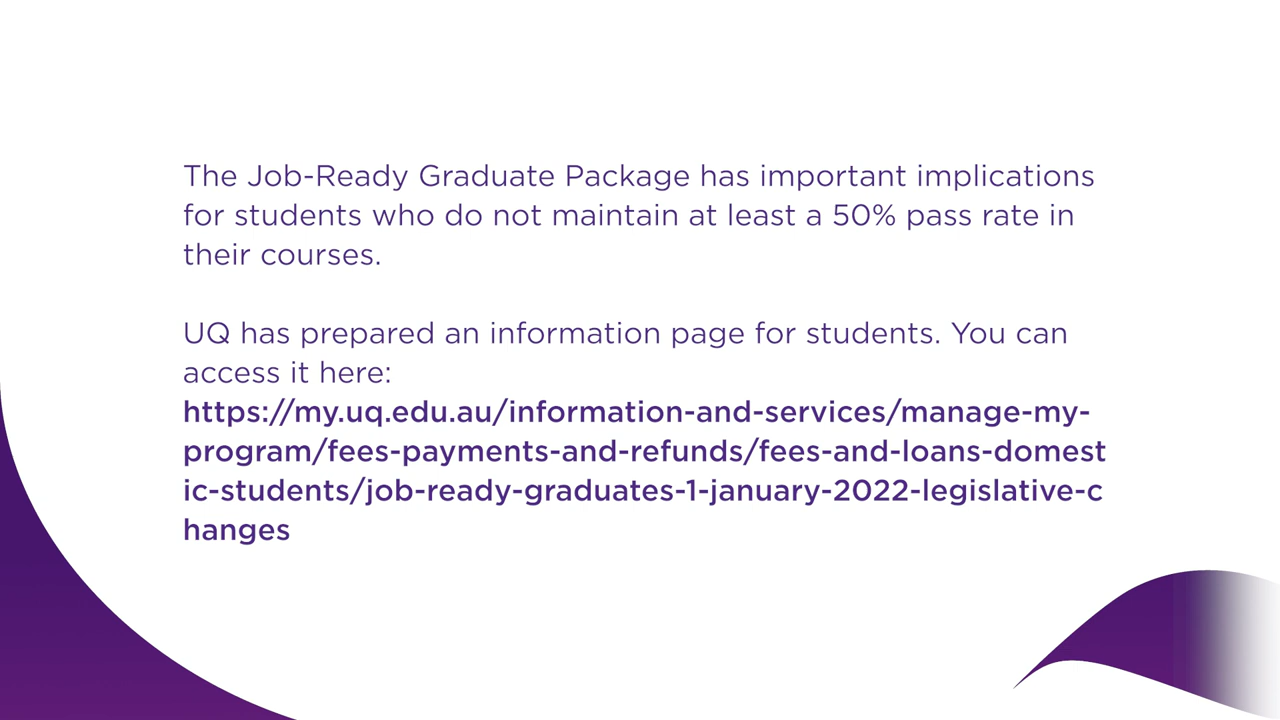 The Job-Ready Graduate Package has important implications
for students who do not maintain at least a 50% pass rate in
their courses.
UQ has prepared an information page for students. You can
access it here:
https://my.uq.edu.au/information-and-services/manage-my-
program/fees-payments-and-refunds/fees-and-loans-domest
ic-students/job-ready-graduates-1-january-2022-legislative-c
hanges